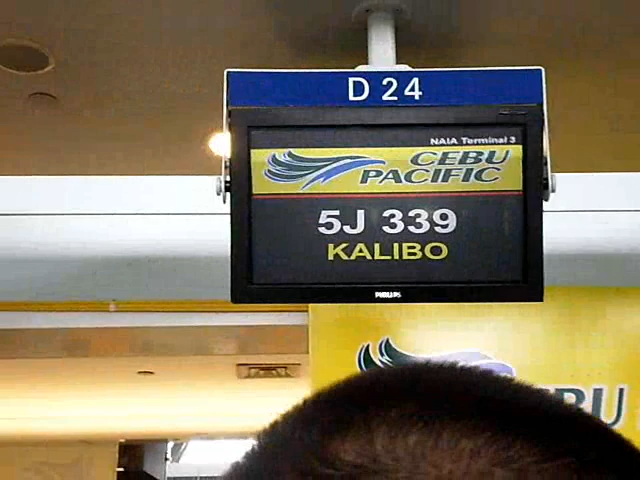 D 24
NAIA Terminal 3
CEBU
PACIFIC
5J 339
KALIBO
PHILIPS